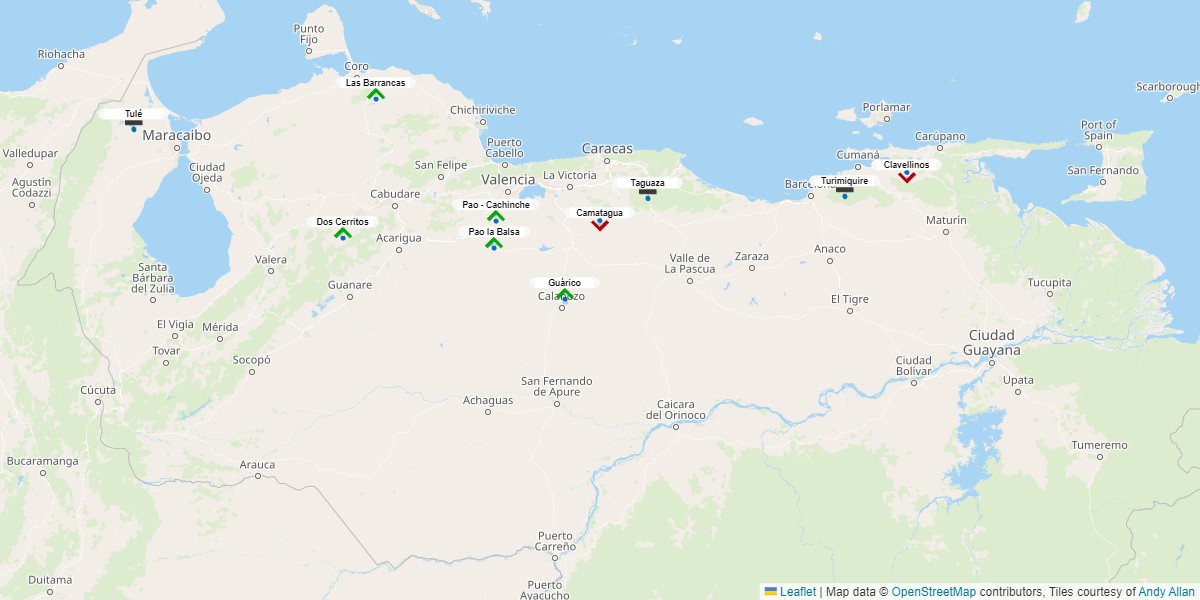 Riohacha
Punto
Fijo
Coro
Las Barrancas
Scarborough
Tulé
Maracaibo
Chichiriviche
Porlamar
Carúpano
Port of
Spain
Valledupar
Ciudad
Ojeda
San Felipe
Puerto
Cabello
Caracas
Cumaná
Clavellinos
San Fernando
Agustín
Codazzi
Cabudare
Valencia
La Victoria
Taguaza
Turimiquire
Pao - Cachinche
Camatagua
Dos Cerritos
Pao la Balsa
Acarigua
Maturín
Valera
Santa
Bárbara
del Zulia
Guanare
Guárico
Valle de
La Pascua
Zaraza
Anaco
El Tigre
Tucupita
El Vigía
Mérida
Tovar
Socopó
Ciudad
Guayana
Ciudad
Bolívar
Upata
Cúcuta
Achaguas
San Fernando
de Apure
Caicara
del Orinoco
Tumeremo
Bucaramanga
Arauca
Puerto
Carreño
Duitama
Puerto
Ayacucho
Leaflet | Map data © OpenStreetMap contributors, Tiles courtesy of Andy Allan